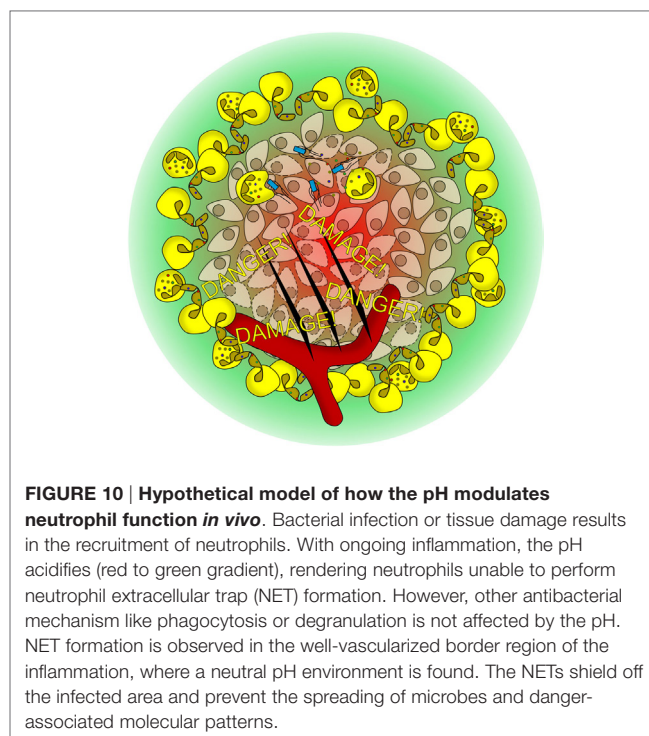 DAMAGE!
DANGER!
DANGER!
DAMAGE!
FIGURE 10 | Hypothetical model of how the pH modulates
neutrophil function in vivo. Bacterial infection or tissue damage results
in the recruitment of neutrophils. With ongoing inflammation, the pH
acidifies (red to green gradient), rendering neutrophils unable to perform
neutrophil extracellular trap (NET) formation. However, other antibacterial
mechanism like phagocytosis or degranulation is not affected by the pH.
NET formation is observed in the well-vascularized border region of the
inflammation, where a neutral pH environment is found. The NETs shield off
the infected area and prevent the spreading of microbes and danger-
associated molecular patterns.